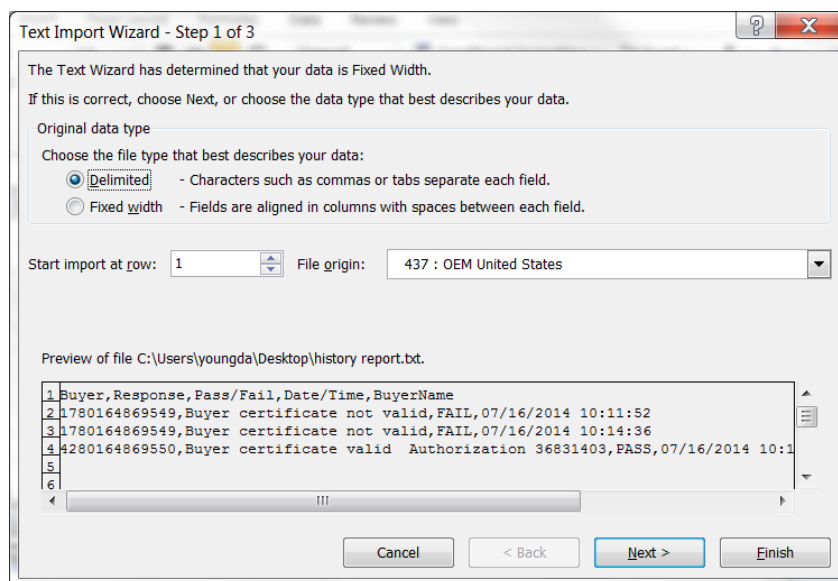 Data Review View
Text Import Wizard - Step 1 of 3
The Text Wizard has determined that your data is Fixed Width.
If this is correct, choose Next, or choose the data type that best describes your data.
Original data type
Choose the file type that best describes your data:
Delimited - Characters such as commas or tabs separate each field.
Fixed width - Fields are aligned in columns with spaces between each field.
Start import at row: 1 File origin: 437 : OEM United States
Preview of file C:\Users\youngda\Desktop\history report.txt.
1 Buyer,Response,Pass/Fail,Date/Time,BuyerName
2 1780164869549,Buyer certificate not valid,FAIL,07/16/2014 10:11:52
3 1780164869549,Buyer certificate not valid,FAIL,07/16/2014 10:14:36
4 4280164869550,Buyer certificate valid  Authorization 36831403,PASS,07/16/2014 10:1
5
6
Cancel < Back Next > Finish